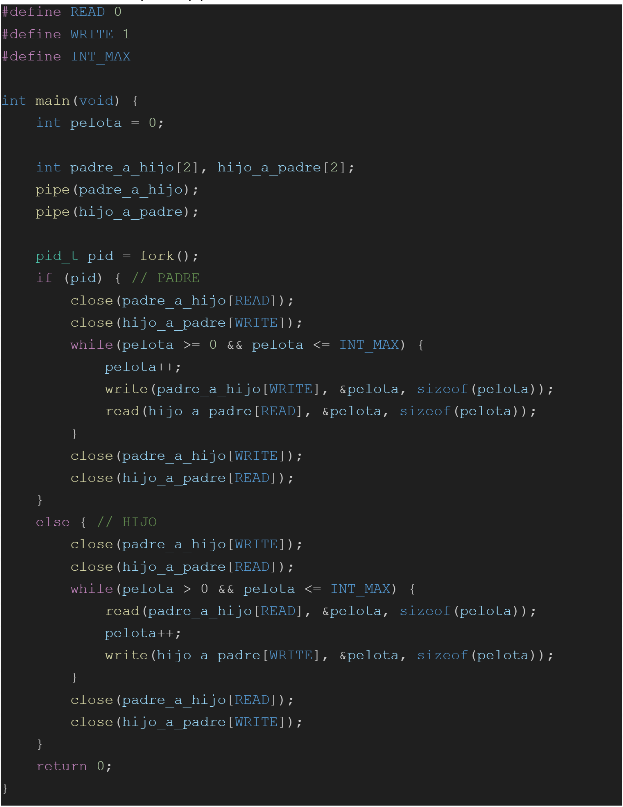 #define READ 0
#define WRITE 1
#define INT_MAX
int main(void) {
    int pelota = 0;
    int padre_a_hijo[2], hijo_a_padre[2];
    pipe(padre_a_hijo);
    pipe(hijo_a_padre);
    pid_t pid = fork();
    if (pid) { // PADRE
        close(padre_a_hijo[READ]);
        close(hijo_a_padre[WRITE]);
        while(pelota >= 0 && pelota <= INT_MAX) {
            pelota++;
            write(padre_a_hijo[WRITE], &pelota, sizeof(pelota));
            read(hijo_a_padre[READ], &pelota, sizeof(pelota));
        }
        close(padre_a_hijo[WRITE]);
        close(hijo_a_padre[READ]);
    }
    else { // HIJO
        close(padre_a_hijo[WRITE]);
        close(hijo_a_padre[READ]);
        while(pelota > 0 && pelota <= INT_MAX) {
            read(padre_a_hijo[READ], &pelota, sizeof(pelota));
            pelota++;
            write(hijo_a_padre[WRITE], &pelota, sizeof(pelota));
        }
        close(padre_a_hijo[READ]);
        close(hijo_a_padre[WRITE]);
    }
    return 0;
}